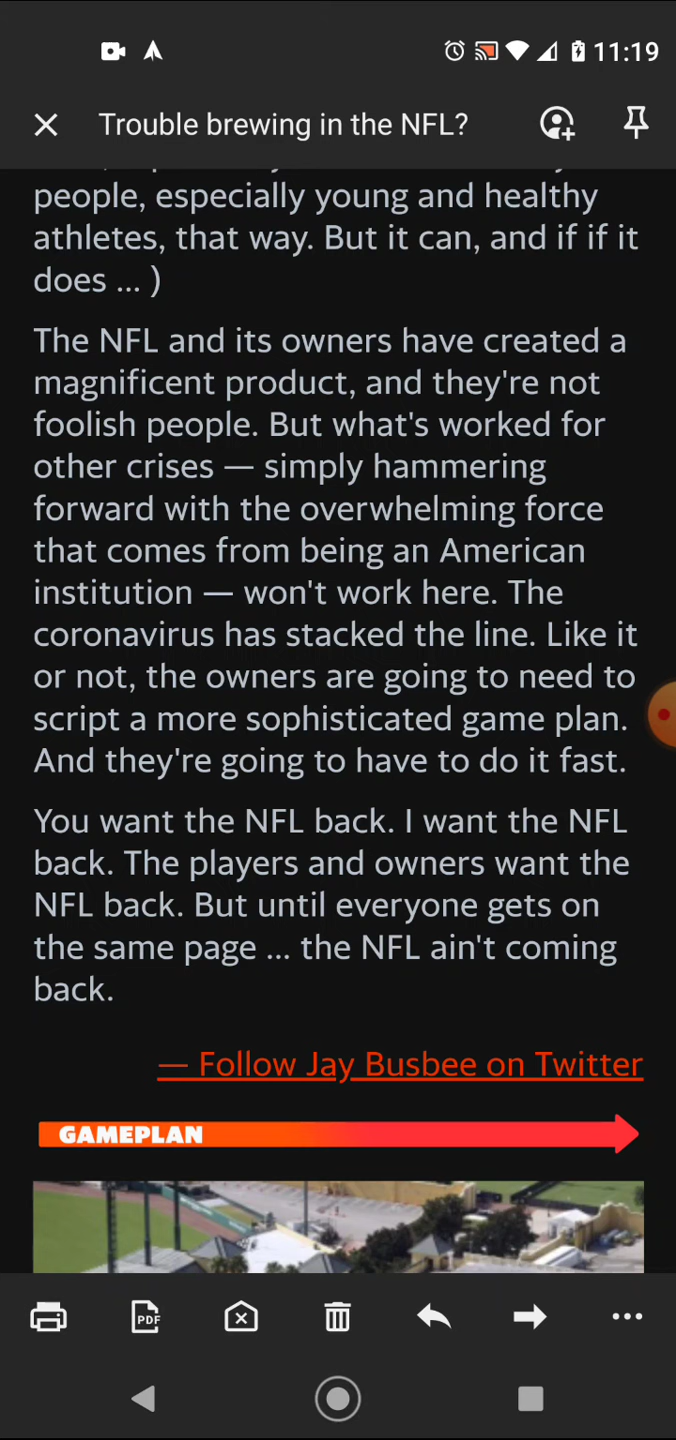 11:19
Trouble brewing in the NFL?
people, especially young and healthy
athletes, that way. But it can, and if if it
does ... )
The NFL and its owners have created a
magnificent product, and they're not
foolish people. But what's worked for
other crises — simply hammering
forward with the overwhelming force
that comes from being an American
institution — won't work here. The
coronavirus has stacked the line. Like it
or not, the owners are going to need to
script a more sophisticated game plan.
And they're going to have to do it fast.
You want the NFL back. I want the NFL
back. The players and owners want the
NFL back. But until everyone gets on
the same page ... the NFL ain't coming
back.
— Follow Jay Busbee on Twitter
GAMEPLAN
PDF